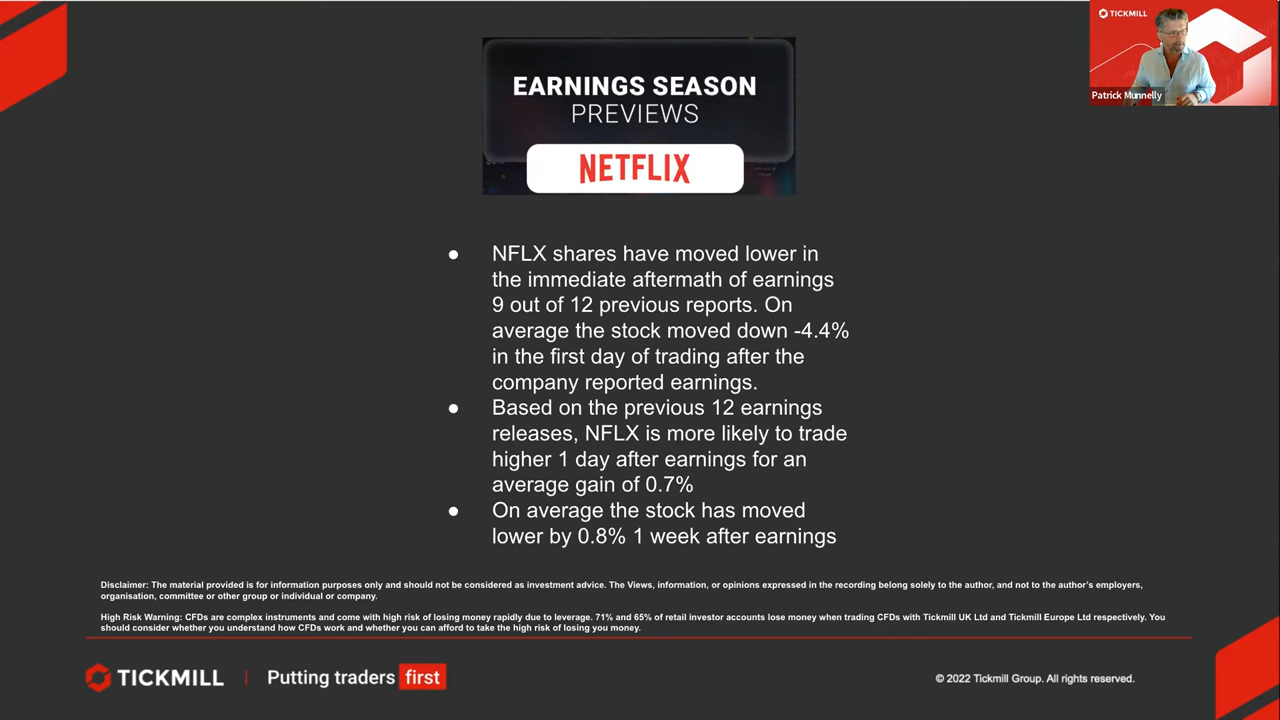 TICKMILL
Patrick Munnelly
EARNINGS SEASON
PREVIEWS
NETFLIX
● NFLX shares have moved lower in
the immediate aftermath of earnings
9 out of 12 previous reports. On
average the stock moved down -4.4%
in the first day of trading after the
company reported earnings.
● Based on the previous 12 earnings
releases, NFLX is more likely to trade
higher 1 day after earnings for an
average gain of 0.7%
● On average the stock has moved
lower by 0.8% 1 week after earnings
Disclaimer: The material provided is for information purposes only and should not be considered as investment advice. The Views, information, or opinions expressed in the recording belong solely to the author, and not to the author's employers,
organisation, committee or other group or individual or company.
High Risk Warning: CFDs are complex instruments and come with high risk of losing money rapidly due to leverage. 71% and 65% of retail investor accounts lose money when trading CFDs with Tickmill UK Ltd and Tickmill Europe Ltd respectively. You
should consider whether you understand how CFDs work and whether you can afford to take the high risk of losing you money.
TICKMILL | Putting traders first
© 2022 Tickmill Group. All rights reserved.